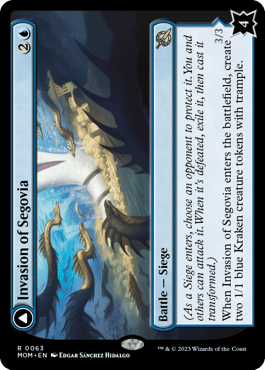 Invasion of Segovia
2
Battle — Siege
(As a Siege enters, choose an opponent to protect it. You and
others can attack it. When it's defeated, exile it, then cast it
transformed.)
When Invasion of Segovia enters the battlefield, create
two 1/1 blue Kraken creature tokens with trample.
3/3
4
R 0063
MOM • EN EDGAR SÁNCHEZ HIDALGO
™ & © 2023 Wizards of the Coast